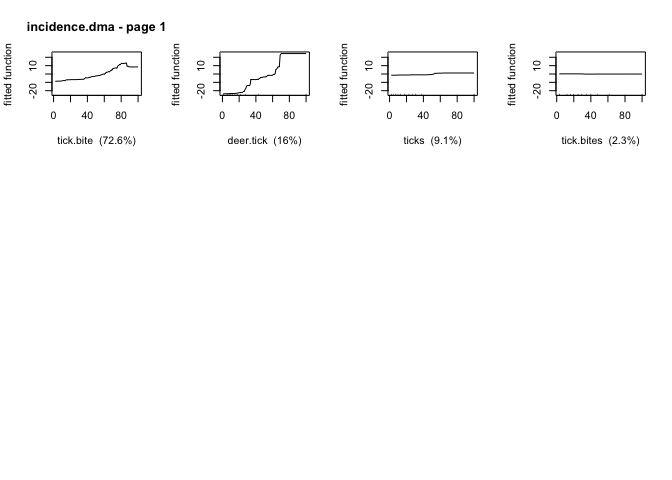 incidence.dma - page 1
fitted function
10
-20
0 40 80
tick.bite (72.6%)
fitted function
10
-20
0 40 80
deer.tick (16%)
fitted function
10
-20
0 40 80
ticks (9.1%)
fitted function
10
-20
0 40 80
tick.bites (2.3%)